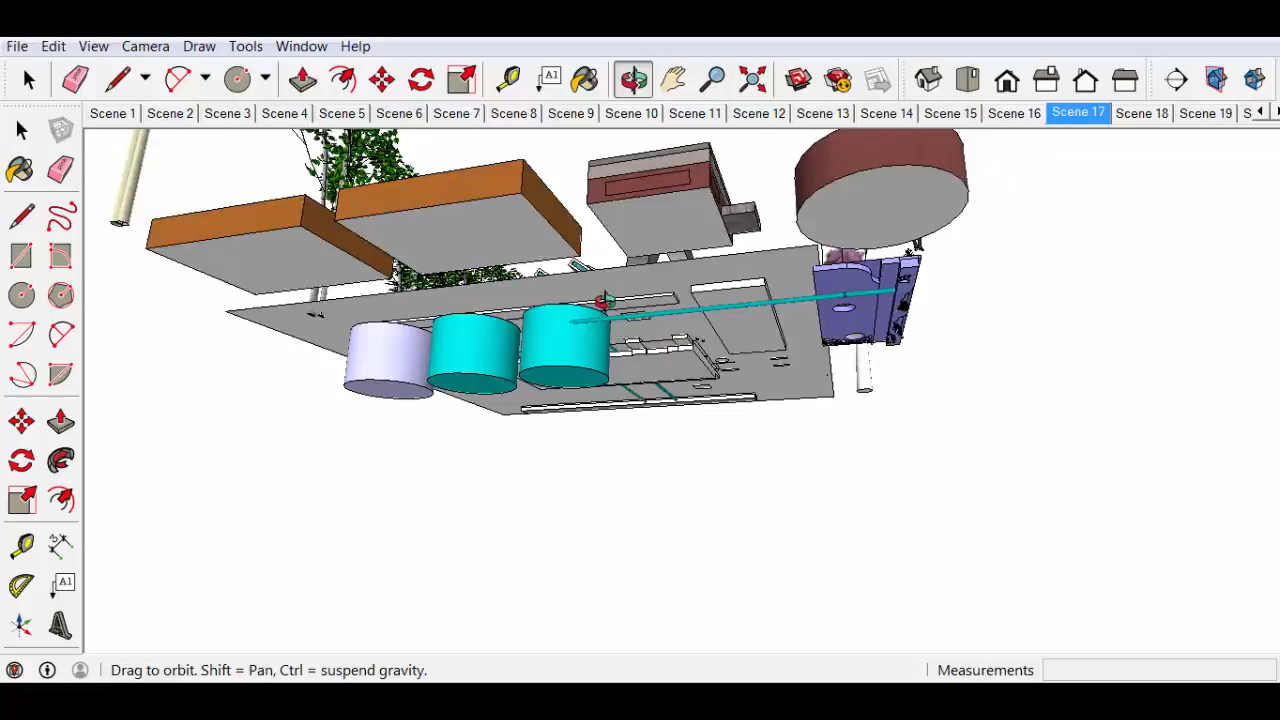 File Edit View Camera Draw Tools Window Help
A1
Scene 1 Scene 2 Scene 3 Scene 4 Scene 5 Scene 6 Scene 7 Scene 8 Scene 9 Scene 10 Scene 11 Scene 12 Scene 13 Scene 14 Scene 15 Scene 16 Scene 17 Scene 18 Scene 19 S...
A1
Drag to orbit. Shift = Pan, Ctrl = suspend gravity. Measurements